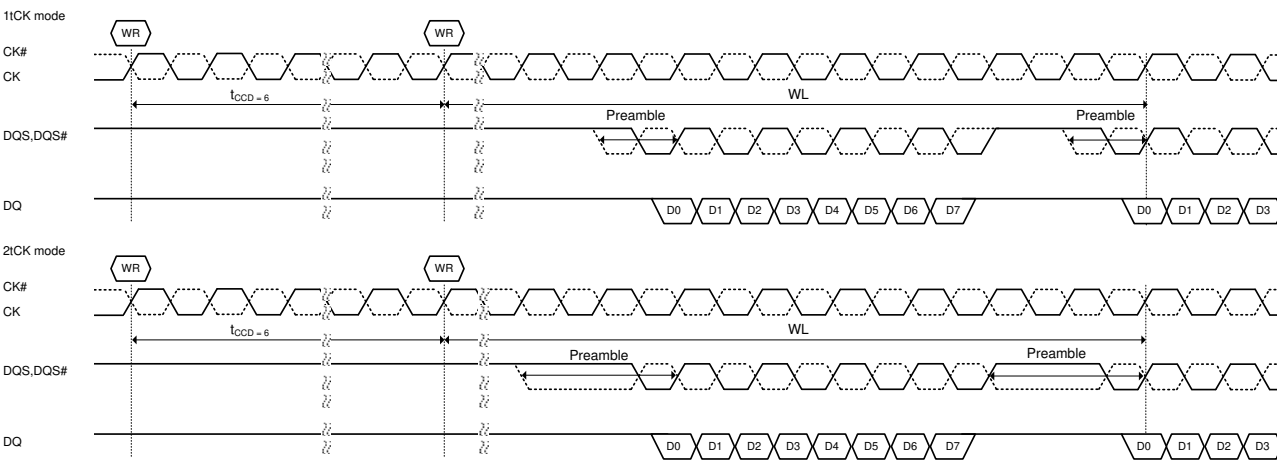 1tCK mode
WR WR
CK#
CK
tCCD = 6 WL
Preamble Preamble
DQS,DQS#
DQ D0 D1 D2 D3 D4 D5 D6 D7 D0 D1 D2 D3
2tCK mode
WR WR
CK#
CK
tCCD = 6 WL
Preamble Preamble
DQS,DQS#
DQ D0 D1 D2 D3 D4 D5 D6 D7 D0 D1 D2 D3